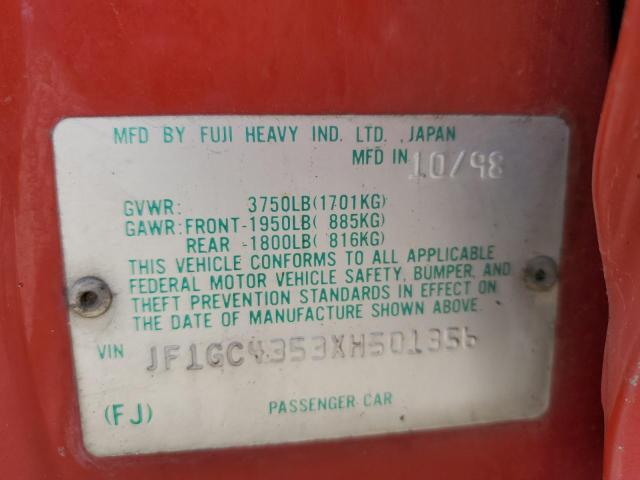 MFD BY FUJI HEAVY IND. LTD. ,JAPAN
MFD IN 10/98
GVWR: 3750LB(1701KG)
GAWR:FRONT-1950LB( 885KG)
REAR -1800LB( 816KG)
THIS VEHICLE CONFORMS TO ALL APPLICABLE
FEDERAL MOTOR VEHICLE SAFETY, BUMPER, AND
THEFT PREVENTION STANDARDS IN EFFECT ON
THE DATE OF MANUFACTURE SHOWN ABOVE.
VIN JF1GC4353XH501356
(FJ) PASSENGER CAR